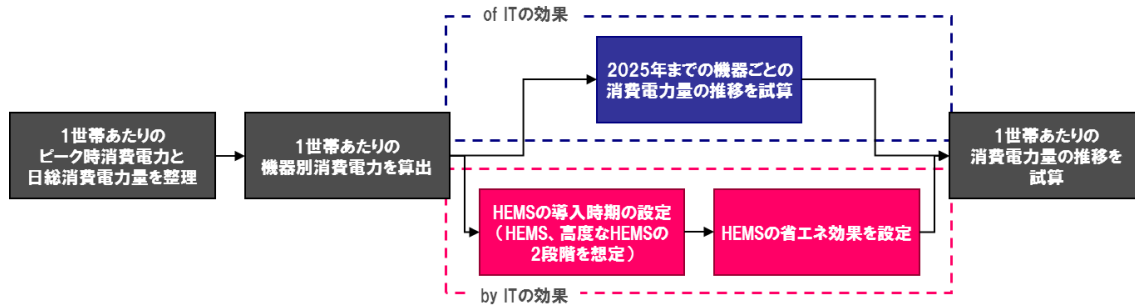 of ITの効果
2025年までの機器ごとの
消費電力量の推移を試算
1世帯あたりの
ピーク時消費電力と
日総消費電力量を整理
1世帯あたりの
機器別消費電力を算出
1世帯あたりの
消費電力量の推移を
試算
HEMSの導入時期の設定
（HEMS、高度なHEMSの
2段階を想定）
HEMSの省エネ効果を設定
by ITの効果